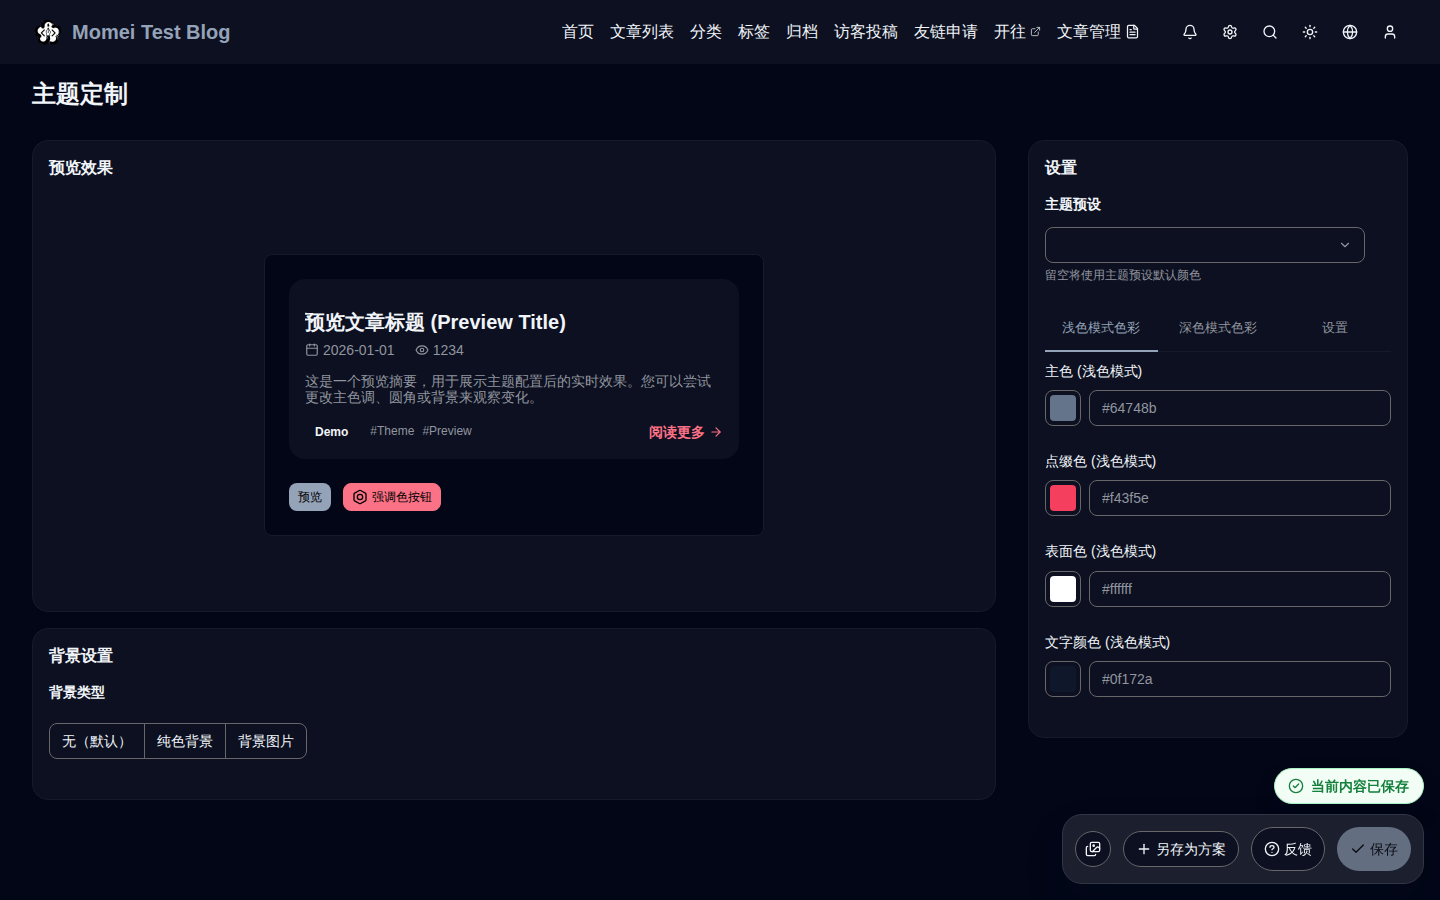 Momei Test Blog
首页 文章列表 分类 标签 归档 访客投稿 友链申请 开往 文章管理
主题定制
预览效果
预览文章标题 (Preview Title)
2026-01-01 1234
这是一个预览摘要，用于展示主题配置后的实时效果。您可以尝试
更改主色调、圆角或背景来观察变化。
Demo #Theme #Preview 阅读更多
预览 强调色按钮
背景设置
背景类型
无（默认） 纯色背景 背景图片
设置
主题预设
留空将使用主题预设默认颜色
浅色模式色彩 深色模式色彩 设置
主色 (浅色模式)
#64748b
点缀色 (浅色模式)
#f43f5e
表面色 (浅色模式)
#ffffff
文字颜色 (浅色模式)
#0f172a
当前内容已保存
另存为方案 反馈 保存